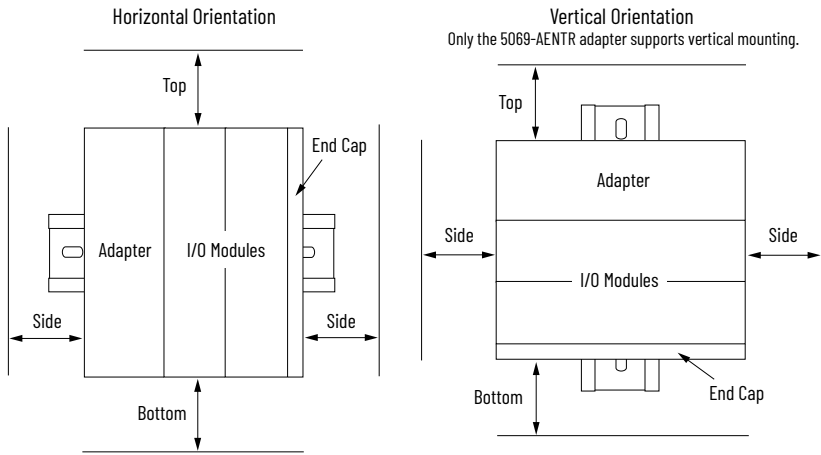 Horizontal Orientation
Top
End Cap
Adapter
I/O Modules
Side
Side
Bottom
Vertical Orientation
Only the 5069-AENTR adapter supports vertical mounting.
Top
Adapter
Side
Side
I/O Modules
Bottom
End Cap